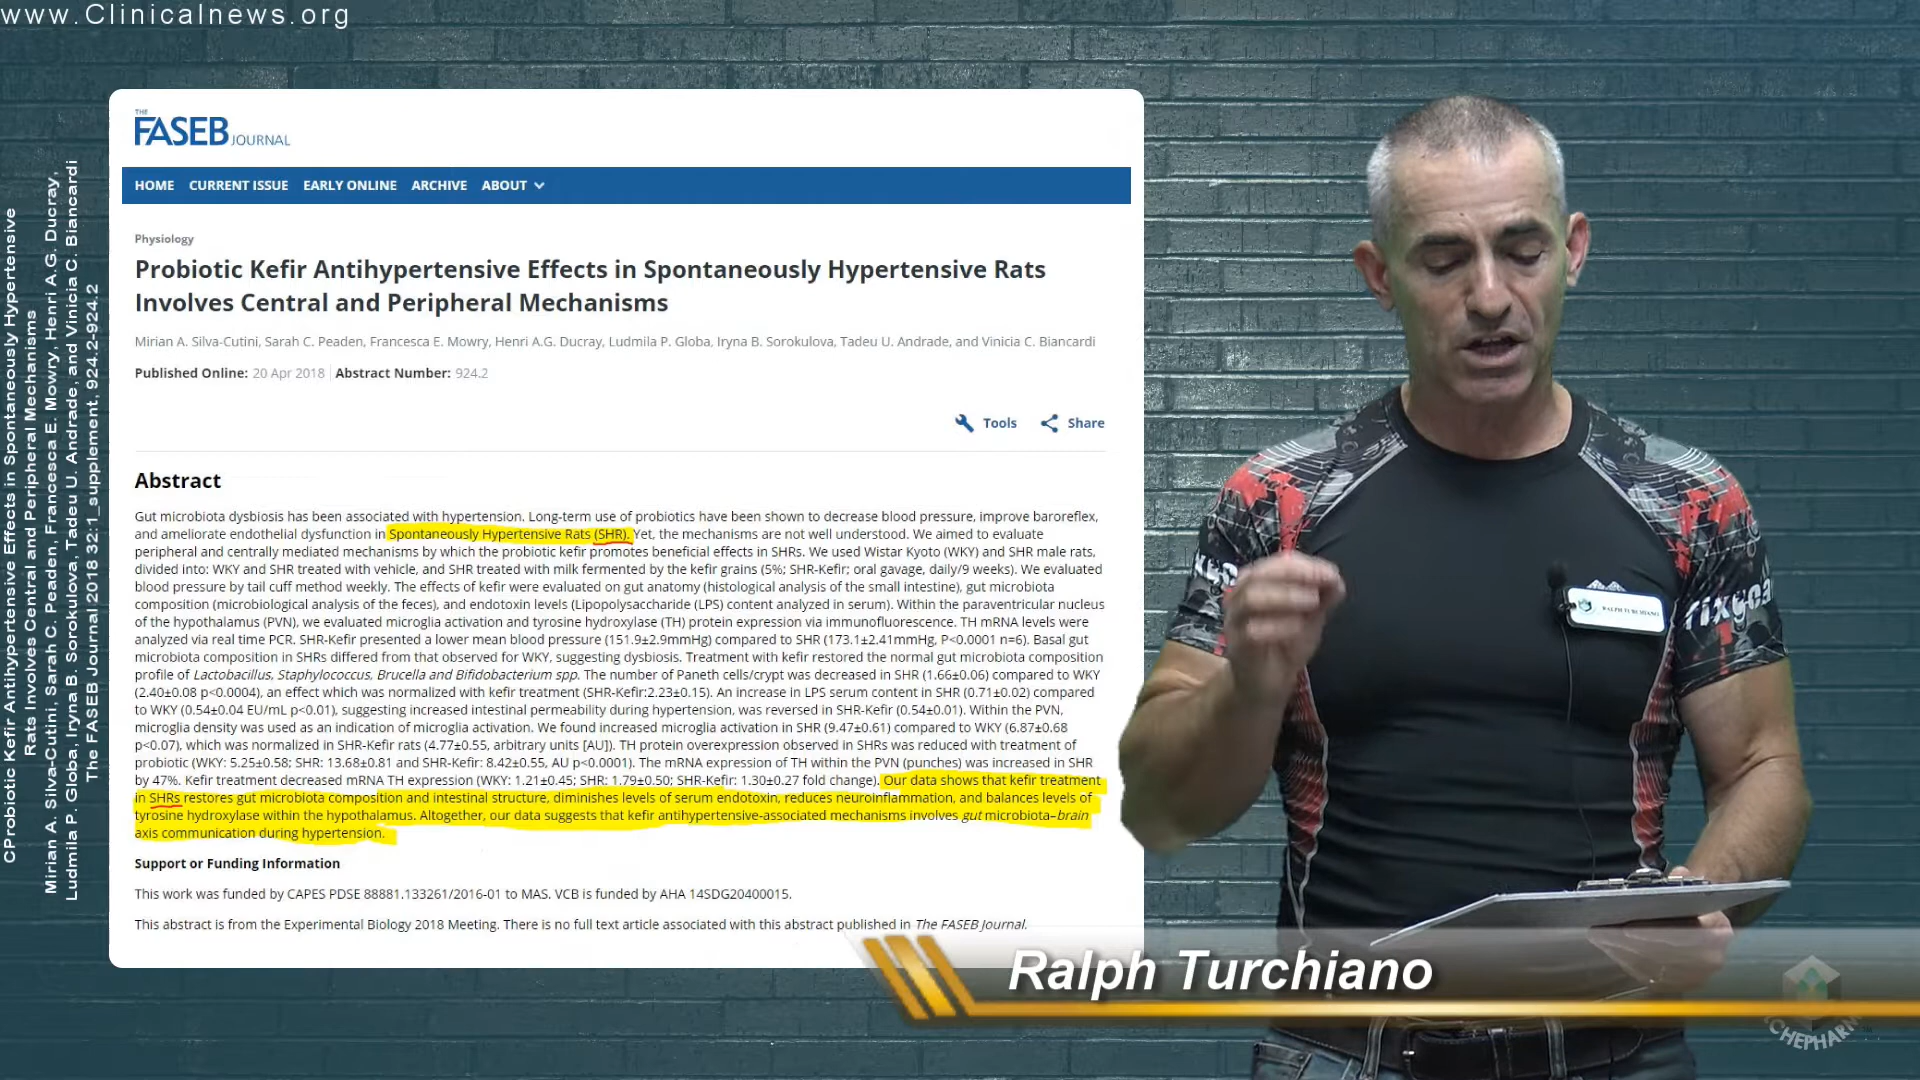 www.Clinicalnews.org
CProbiotic Kefir Antihypertensive Effects in Spontaneously Hypertensive
Rats Involves Central and Peripheral Mechanisms
Mirian A. Silva-Cutini, Sarah C. Peaden, Francesca E. Mowry, Henri A.G. Ducray,
Ludmila P. Globa, Iryna B. Sorokulova, Tadeu U. Andrade, and Vinicia C. Biancardi
The FASEB Journal 2018 32:1_supplement, 924.2-924.2
THE
FASEB JOURNAL
HOME CURRENT ISSUE EARLY ONLINE ARCHIVE ABOUT
Physiology
Probiotic Kefir Antihypertensive Effects in Spontaneously Hypertensive Rats
Involves Central and Peripheral Mechanisms
Mirian A. Silva-Cutini, Sarah C. Peaden, Francesca E. Mowry, Henri A.G. Ducray, Ludmila P. Globa, Iryna B. Sorokulova, Tadeu U. Andrade, and Vinicia C. Biancardi
Published Online: 20 Apr 2018 | Abstract Number: 924.2
Tools Share
Abstract
Gut microbiota dysbiosis has been associated with hypertension. Long-term use of probiotics have been shown to decrease blood pressure, improve baroreflex,
and ameliorate endothelial dysfunction in Spontaneously Hypertensive Rats (SHR). Yet, the mechanisms are not well understood. We aimed to evaluate
peripheral and centrally mediated mechanisms by which the probiotic kefir promotes beneficial effects in SHRs. We used Wistar Kyoto (WKY) and SHR male rats,
divided into: WKY and SHR treated with vehicle, and SHR treated with milk fermented by the kefir grains (5%; SHR-Kefir; oral gavage, daily/9 weeks). We evaluated
blood pressure by tail cuff method weekly. The effects of kefir were evaluated on gut anatomy (histological analysis of the small intestine), gut microbiota
composition (microbiological analysis of the feces), and endotoxin levels (Lipopolysaccharide (LPS) content analyzed in serum). Within the paraventricular nucleus
of the hypothalamus (PVN), we evaluated microglia activation and tyrosine hydroxylase (TH) protein expression via immunofluorescence. TH mRNA levels were
analyzed via real time PCR. SHR-Kefir presented a lower mean blood pressure (151.9±2.9mmHg) compared to SHR (173.1±2.41mmHg, P<0.0001 n=6). Basal gut
microbiota composition in SHRs differed from that observed for WKY, suggesting dysbiosis. Treatment with kefir restored the normal gut microbiota composition
profile of Lactobacillus, Staphylococcus, Brucella and Bifidobacterium spp. The number of Paneth cells/crypt was decreased in SHR (1.66±0.06) compared to WKY
(2.40±0.08 p<0.0004), an effect which was normalized with kefir treatment (SHR-Kefir:2.23±0.15). An increase in LPS serum content in SHR (0.71±0.02) compared
to WKY (0.54±0.04 EU/mL p<0.01), suggesting increased intestinal permeability during hypertension, was reversed in SHR-Kefir (0.54±0.01). Within the PVN,
microglia density was used as an indication of microglia activation. We found increased microglia activation in SHR (9.47±0.61) compared to WKY (6.87±0.68
p<0.07), which was normalized in SHR-Kefir rats (4.77±0.55, arbitrary units [AU]). TH protein overexpression observed in SHRs was reduced with treatment of
probiotic (WKY: 5.25±0.58; SHR: 13.68±0.81 and SHR-Kefir: 8.42±0.55, AU p<0.0001). The mRNA expression of TH within the PVN (punches) was increased in SHR
by 47%. Kefir treatment decreased mRNA TH expression (WKY: 1.21±0.45; SHR: 1.79±0.50; SHR-Kefir: 1.30±0.27 fold change). Our data shows that kefir treatment
in SHRs restores gut microbiota composition and intestinal structure, diminishes levels of serum endotoxin, reduces neuroinflammation, and balances levels of
tyrosine hydroxylase within the hypothalamus. Altogether, our data suggests that kefir antihypertensive-associated mechanisms involves gut microbiota–brain
axis communication during hypertension.
Support or Funding Information
This work was funded by CAPES PDSE 88881.133261/2016-01 to MAS. VCB is funded by AHA 14SDG20400015.
This abstract is from the Experimental Biology 2018 Meeting. There is no full text article associated with this abstract published in The FASEB Journal.
RALPH TURCHIANO
Ralph Turchiano